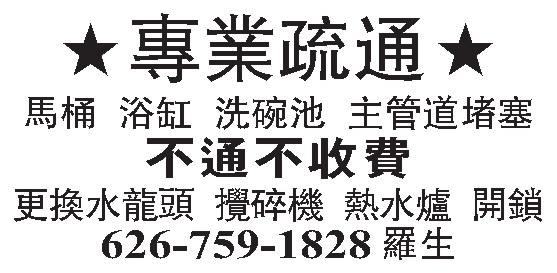 ★專業疏通★
馬桶 浴缸 洗碗池 主管道堵塞
不通不收費
更換水龍頭 攪碎機 熱水爐 開鎖
626-759-1828 羅生